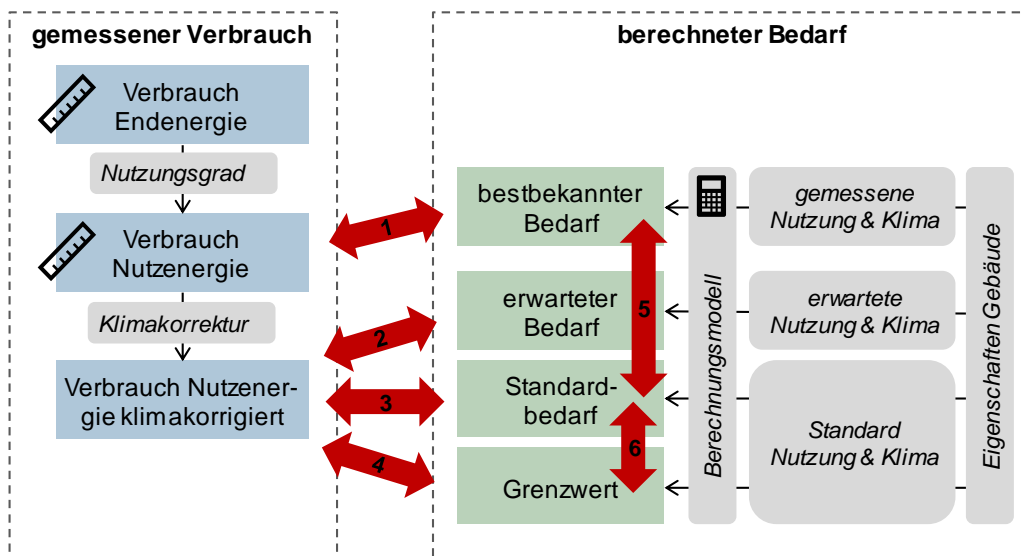 gemessener Verbrauch
Verbrauch
Endenergie
Nutzungsgrad
Verbrauch
Nutzenergie
Klimakorrektur
Verbrauch Nutzener-
gie klimakorrigiert
1
2
3
4
berechneter Bedarf
bestbekannter
Bedarf
erwarteter
Bedarf
Standard-
bedarf
Grenzwert
5
6
Berechnungsmodell
gemessene
Nutzung & Klima
erwartete
Nutzung & Klima
Standard
Nutzung & Klima
Eigenschaften Gebäude